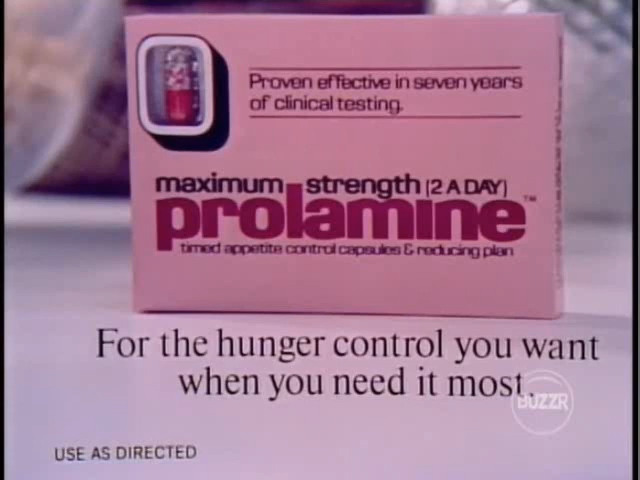 Proven effective in seven years
of clinical testing.
maximum strength (2 A DAY)
prolamine™
timed appetite control capsules & reducing plan
For the hunger control you want
when you need it most.
BUZZR
USE AS DIRECTED